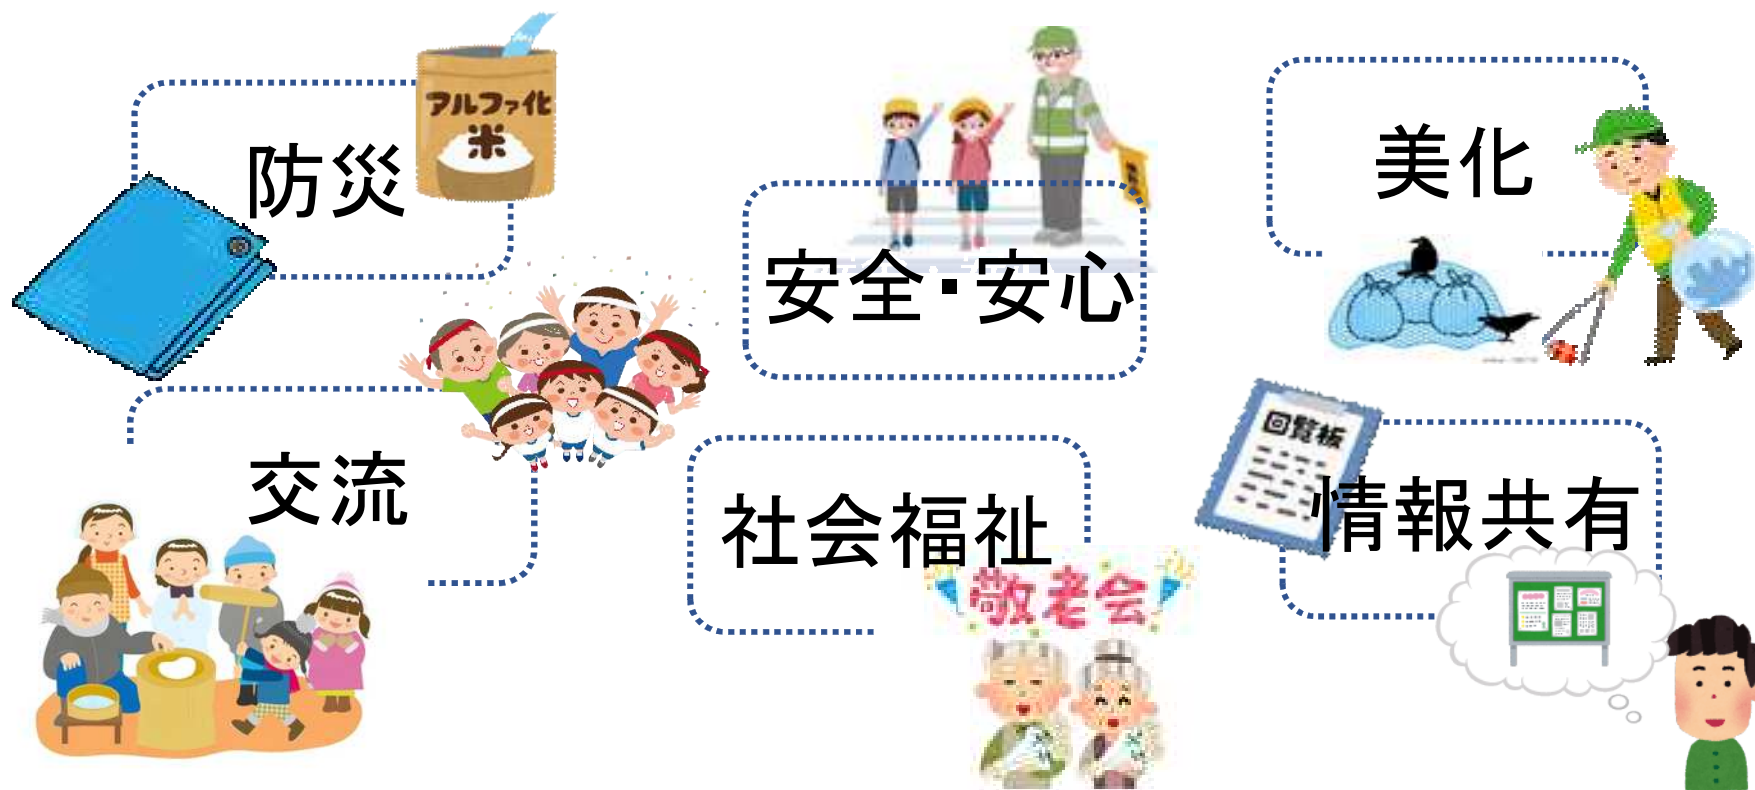 アルファ化
米
防災
安全・安心
美化
交流
社会福祉
敬老会
回覧板
情報共有